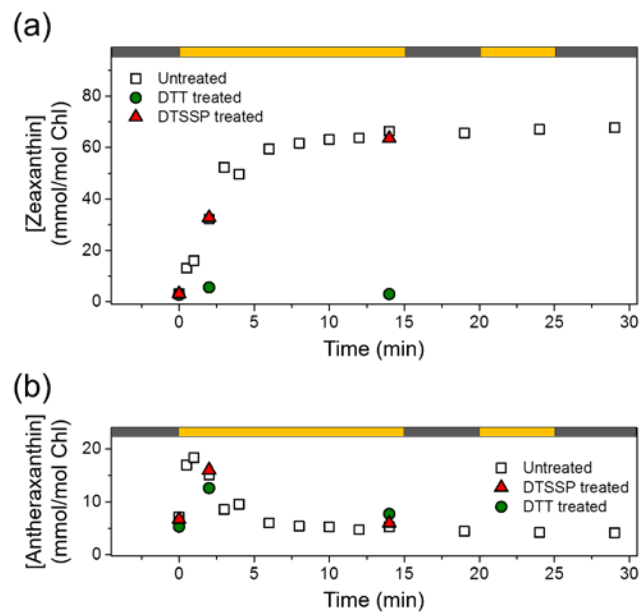 (a)
Untreated
DTT treated
DTSSP treated
[Zeaxanthin]
(mmol/mol Chl)
80
60
40
20
0
0 5 10 15 20 25 30
Time (min)
(b)
[Antheraxanthin]
(mmol/mol Chl)
20
15
10
5
0
Untreated
DTSSP treated
DTT treated
0 5 10 15 20 25 30
Time (min)